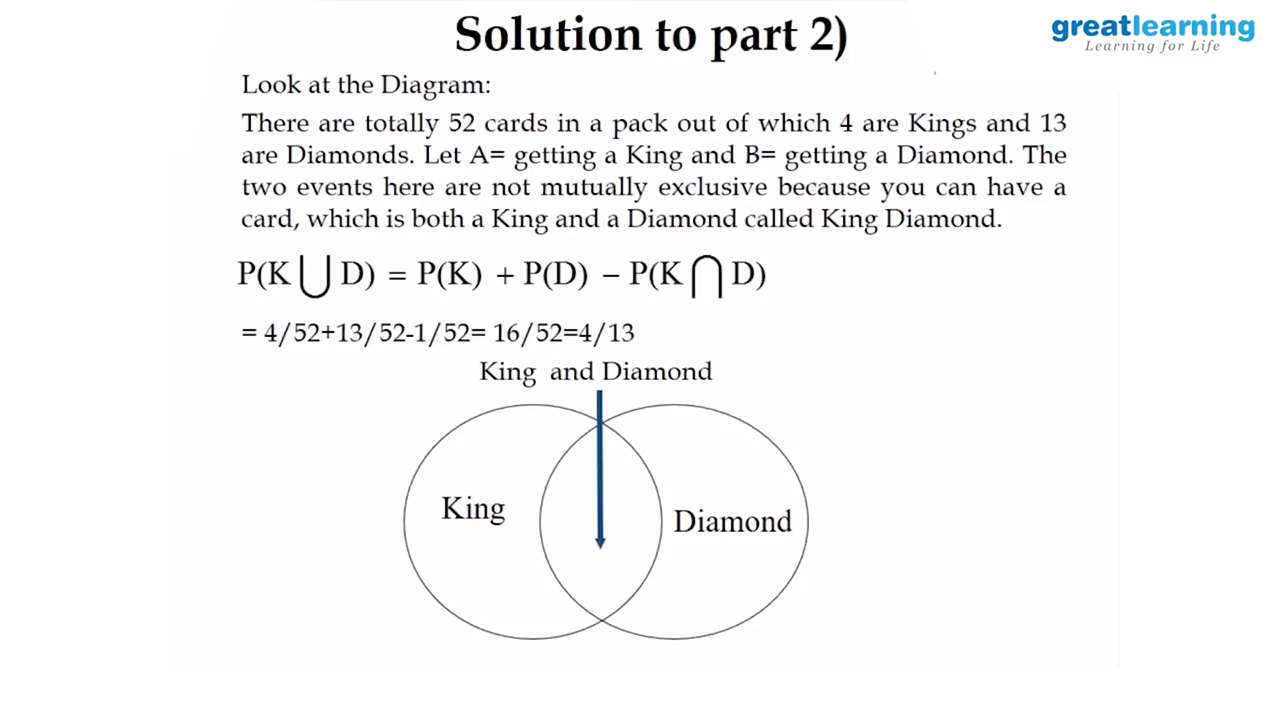 Solution to part 2)
greatlearning
Learning for Life
Look at the Diagram:
There are totally 52 cards in a pack out of which 4 are Kings and 13
are Diamonds. Let A= getting a King and B= getting a Diamond. The
two events here are not mutually exclusive because you can have a
card, which is both a King and a Diamond called King Diamond.
P(K ⋃ D) = P(K) + P(D) − P(K ⋂ D)
= 4/52+13/52-1/52= 16/52=4/13
King and Diamond
King
Diamond